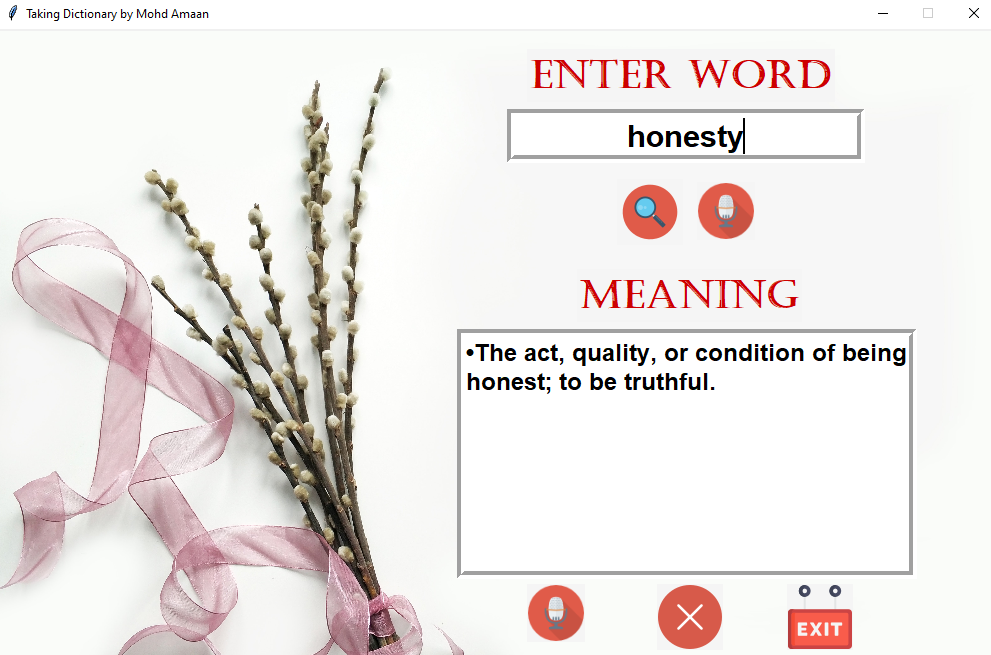 Taking Dictionary by Mohd Amaan
ENTER WORD
honesty
MEANING
•The act, quality, or condition of being
honest; to be truthful.
EXIT